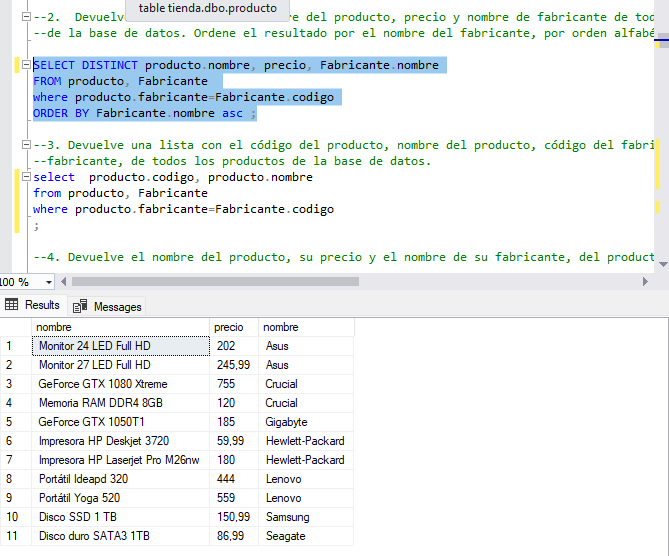 table tienda.dbo.producto
--2. Devuelv re del producto, precio y nombre de fabricante de tod
--de la base de datos. Ordene el resultado por el nombre del fabricante, por orden alfabé
SELECT DISTINCT producto.nombre, precio, Fabricante.nombre
FROM producto, Fabricante
where producto.fabricante=Fabricante.codigo
ORDER BY Fabricante.nombre asc ;
--3. Devuelve una lista con el código del producto, nombre del producto, código del fabri
--fabricante, de todos los productos de la base de datos.
select producto.codigo, producto.nombre
from producto, Fabricante
where producto.fabricante=Fabricante.codigo
;
--4. Devuelve el nombre del producto, su precio y el nombre de su fabricante, del product
100 %
Results Messages
nombre precio nombre
1 Monitor 24 LED Full HD 202 Asus
2 Monitor 27 LED Full HD 245,99 Asus
3 GeForce GTX 1080 Xtreme 755 Crucial
4 Memoria RAM DDR4 8GB 120 Crucial
5 GeForce GTX 1050T1 185 Gigabyte
6 Impresora HP Deskjet 3720 59,99 Hewlett-Packard
7 Impresora HP Laserjet Pro M26nw 180 Hewlett-Packard
8 Portátil Ideapd 320 444 Lenovo
9 Portátil Yoga 520 559 Lenovo
10 Disco SSD 1 TB 150,99 Samsung
11 Disco duro SATA3 1TB 86,99 Seagate